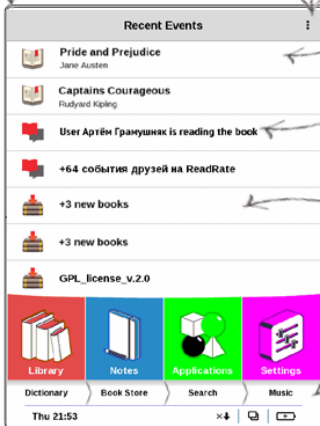 Recent Events
Pride and Prejudice
Jane Austen
Captains Courageous
Rudyard Kipling
User Артём Грамушняк is reading the book
+64 события друзей на ReadRate
+3 new books
+3 new books
GPL_license_v.2.0
Library Notes Applications Settings
Dictionary Book Store Search Music
Thu 21:53